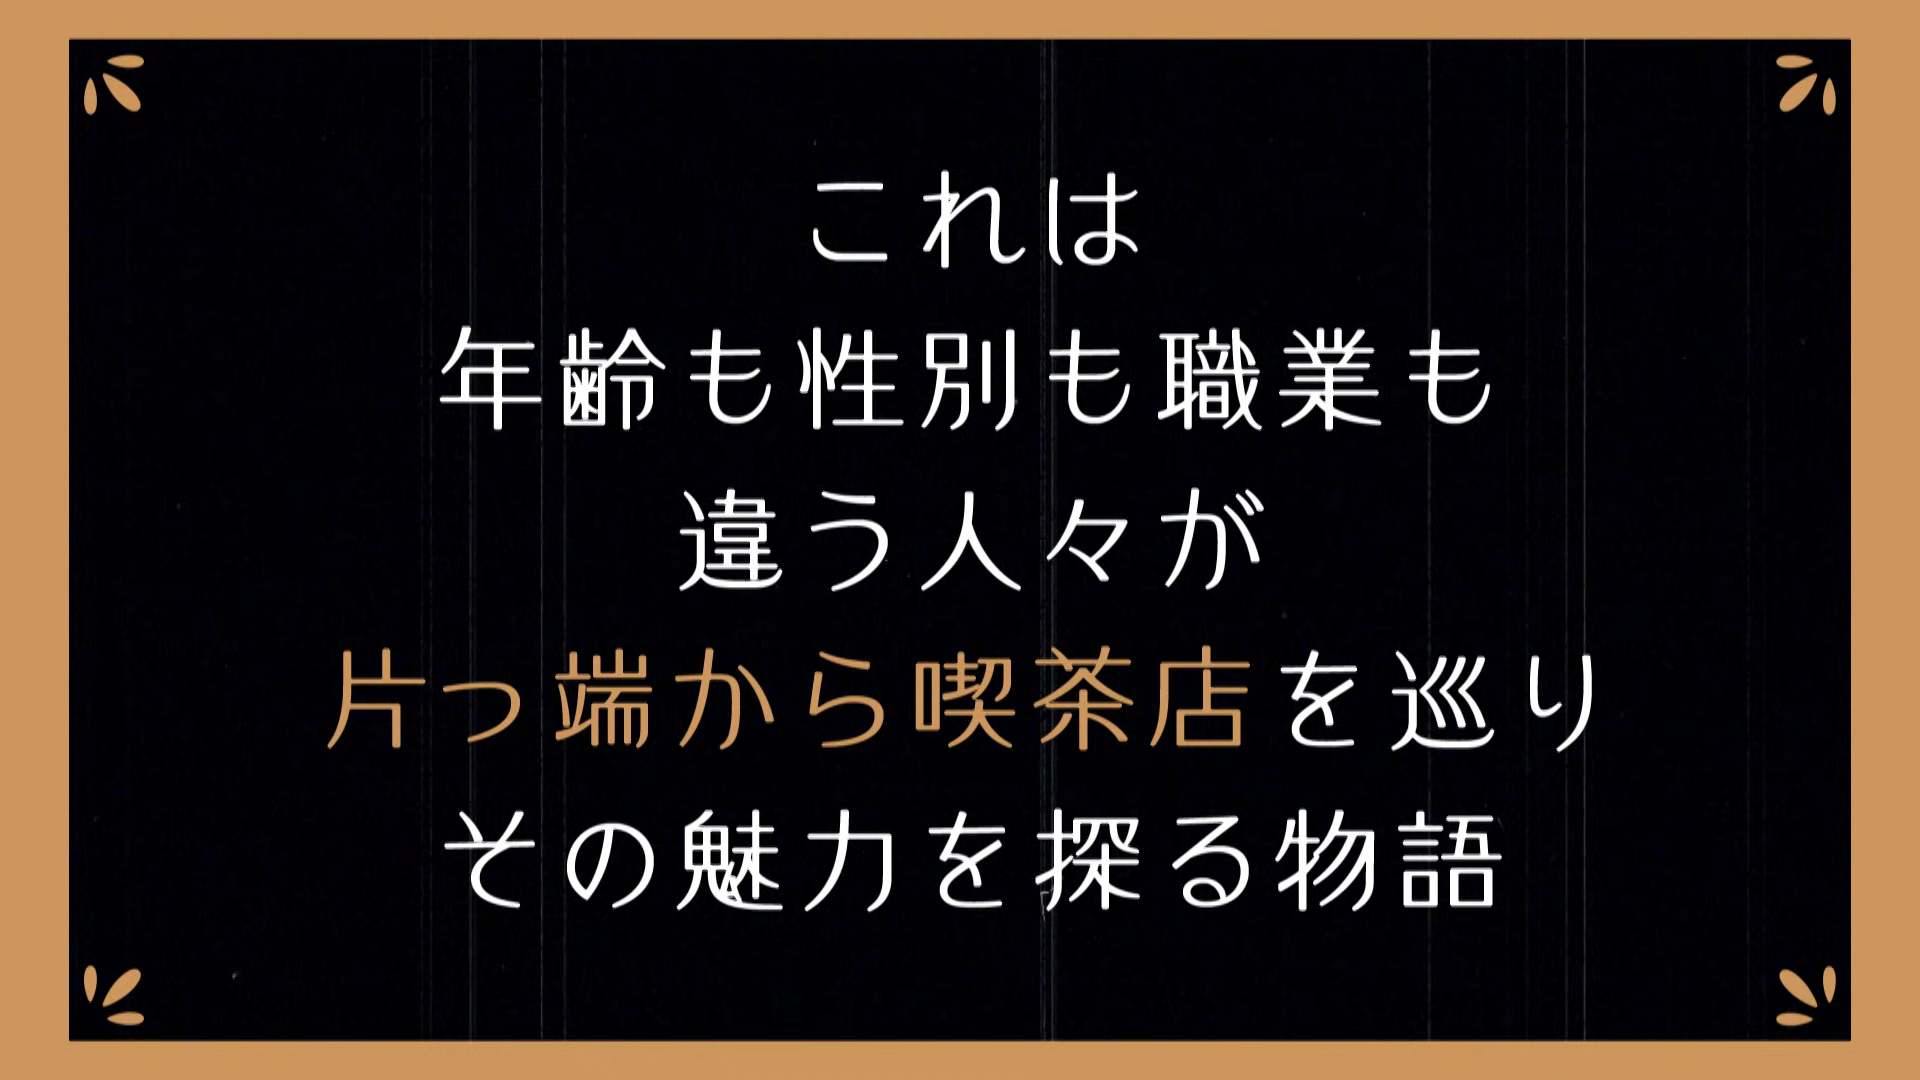 これは
年齢も性別も職業も
違う人々が
片っ端から喫茶店を巡り
その魅力を探る物語